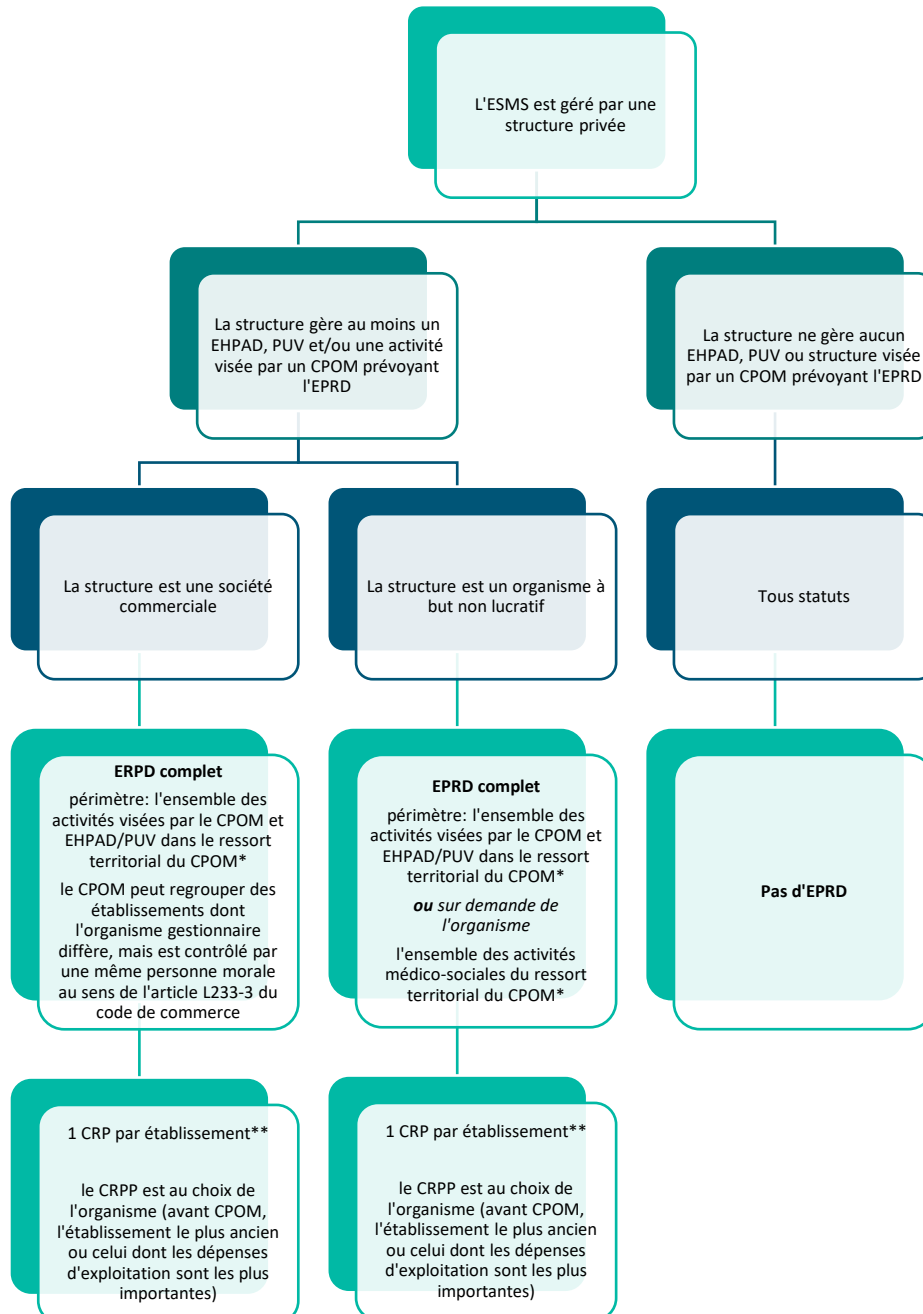 L'ESMS est géré par une
structure privée
La structure gère au moins un
EHPAD, PUV et/ou une activité
visée par un CPOM prévoyant
l'EPRD
La structure ne gère aucun
EHPAD, PUV ou structure visée
par un CPOM prévoyant l'EPRD
La structure est une société
commerciale
La structure est un organisme à
but non lucratif
Tous statuts
ERPD complet
périmètre: l'ensemble des
activités visées par le CPOM et
EHPAD/PUV dans le ressort
territorial du CPOM*
le CPOM peut regrouper des
établissements dont
l'organisme gestionnaire
diffère, mais est contrôlé par
une même personne morale
au sens de l'article L233-3 du
code de commerce
EPRD complet
périmètre: l'ensemble des
activités visées par le CPOM et
EHPAD/PUV dans le ressort
territorial du CPOM*
ou sur demande de
l'organisme
l'ensemble des activités
médico-sociales du ressort
territorial du CPOM*
Pas d'EPRD
1 CRP par établissement**
le CRPP est au choix de
l'organisme (avant CPOM,
l'établissement le plus ancien
ou celui dont les dépenses
d'exploitation sont les plus
importantes)
1 CRP par établissement**
le CRPP est au choix de
l'organisme (avant CPOM,
l'établissement le plus ancien
ou celui dont les dépenses
d'exploitation sont les plus
importantes)